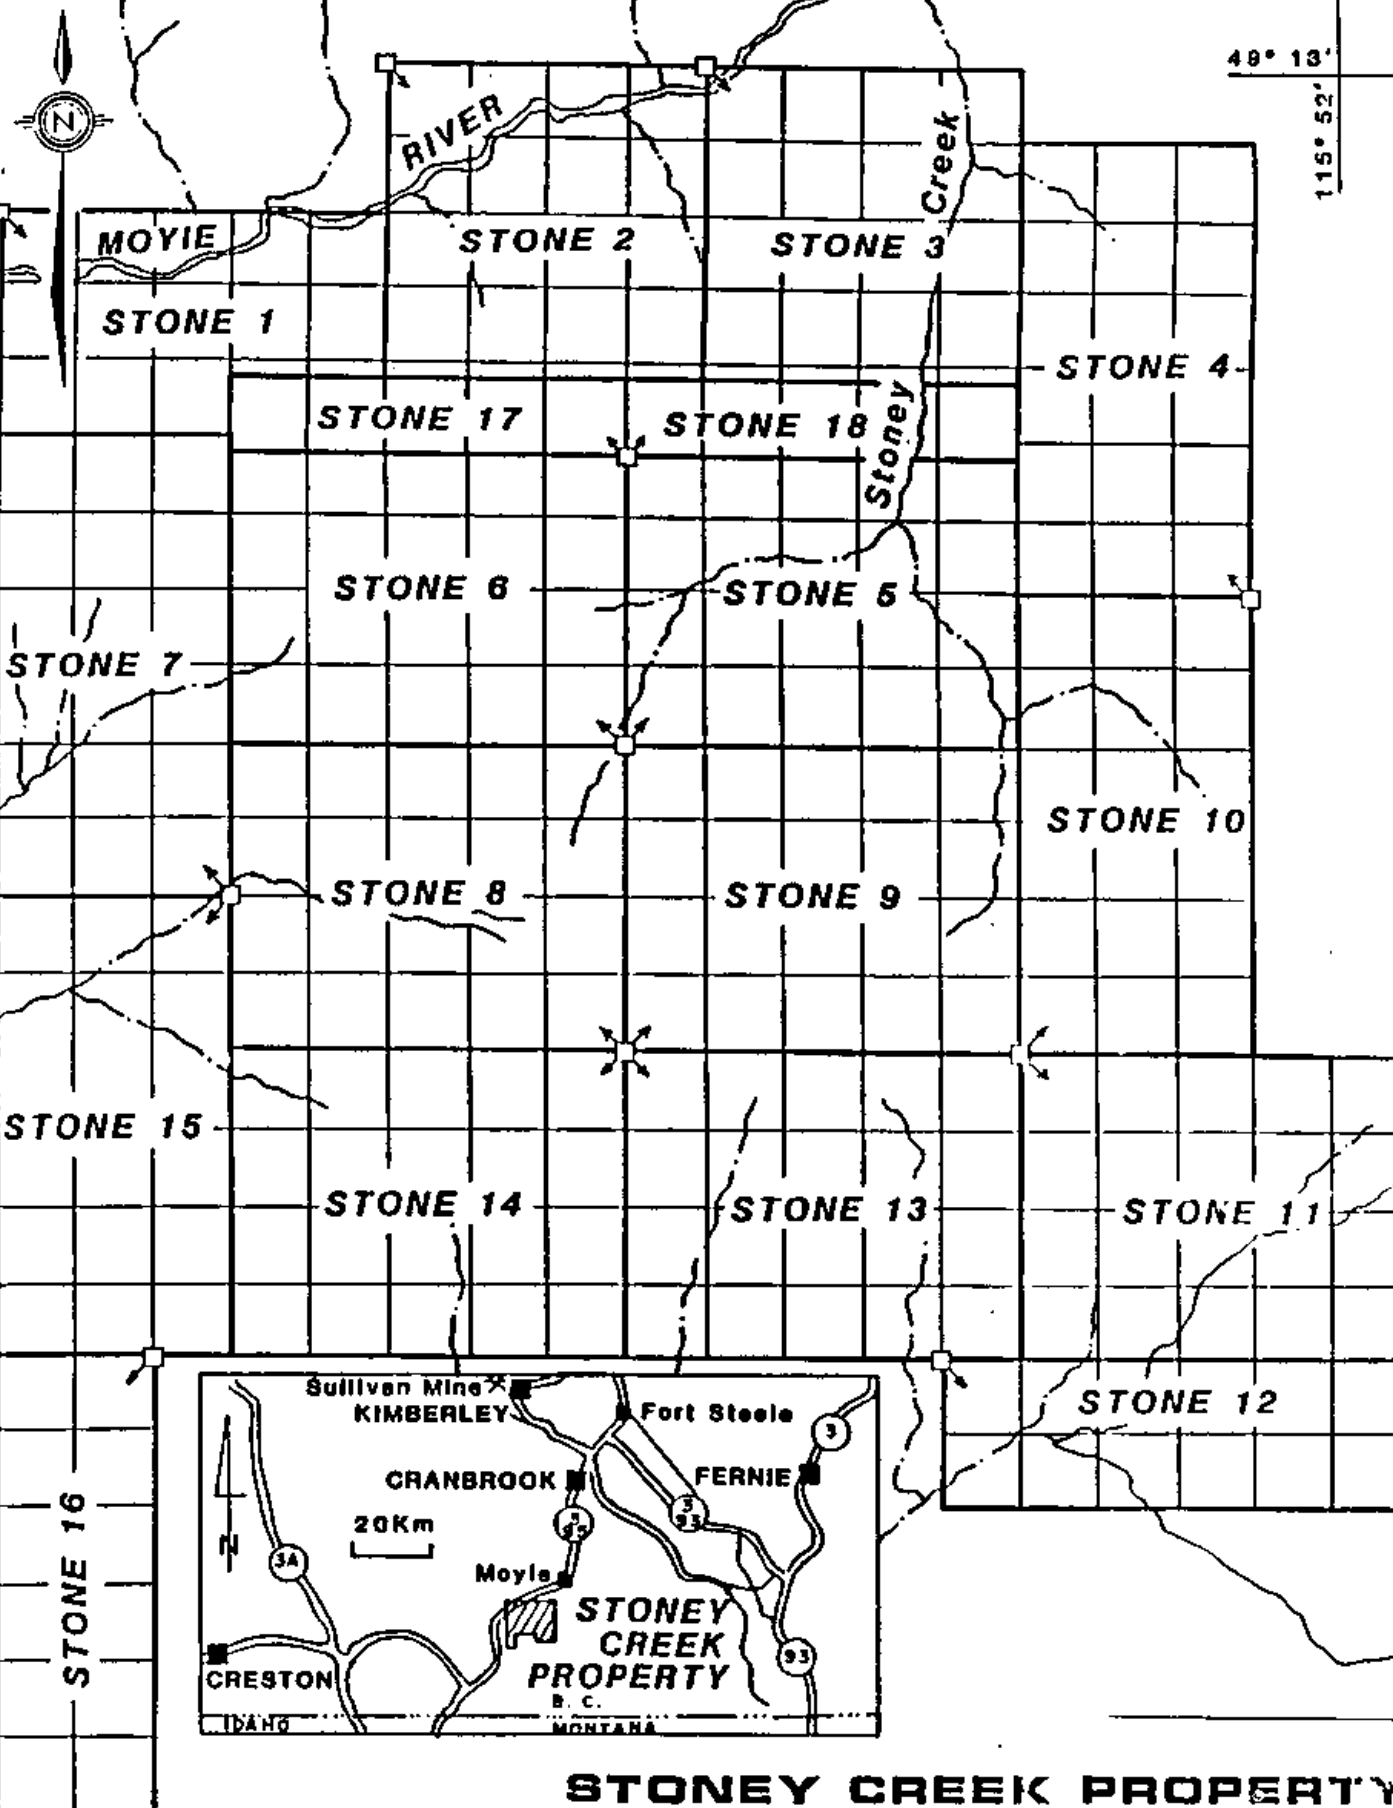 49° 13'
115° 52'
N
RIVER
MOYIE
Creek
STONE 2
STONE 3
STONE 1
STONE 4
STONE 17
STONE 18
Stoney
STONE 6
STONE 5
STONE 7
STONE 10
STONE 8
STONE 9
STONE 15
STONE 14
STONE 13
STONE 11
STONE 12
STONE 16
Sullivan Mine
KIMBERLEY
Fort Steele
3
CRANBROOK
FERNIE
3
93
20Km
95
3A
N
Moyie
STONEY
CREEK
PROPERTY
93
CRESTON
B. C.
IDAHO
MONTANA
STONEY CREEK PROPERTY